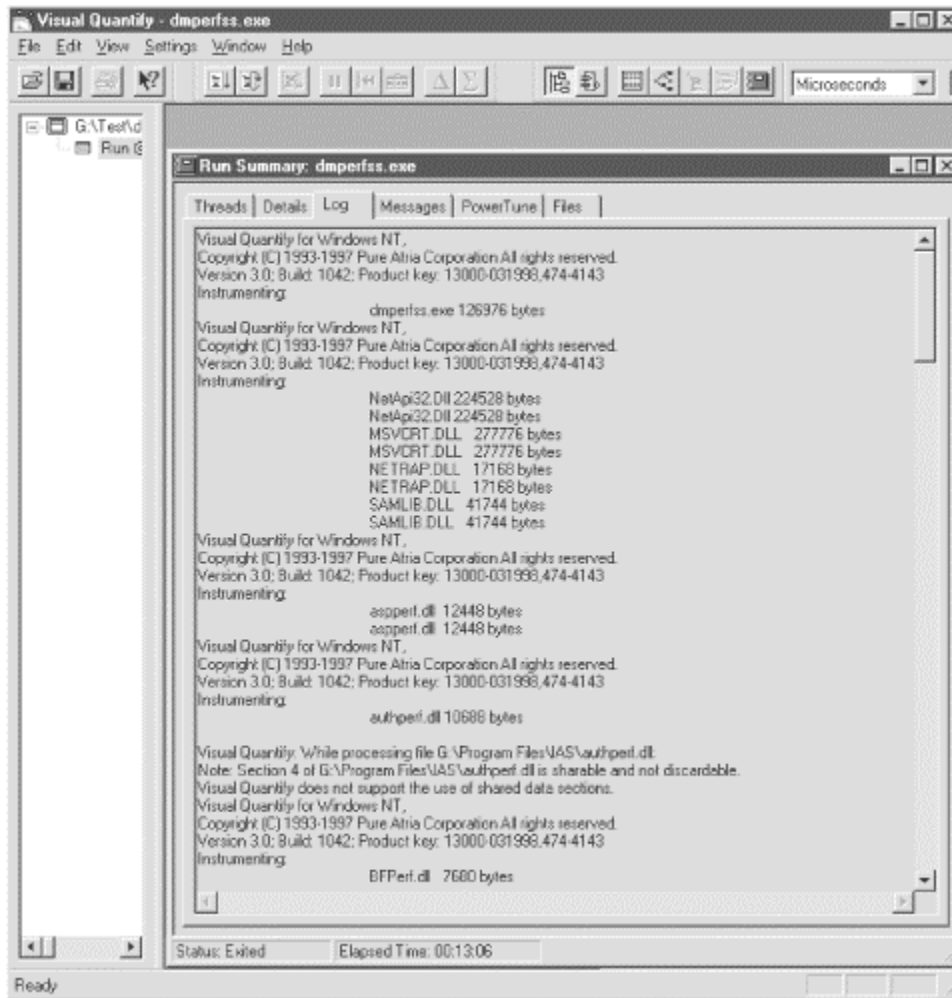 Visual Quantify - dmperfss.exe
File Edit View Settings Window Help
Microseconds
G:\Test\d
Run @
Run Summary: dmperfss.exe
Threads Details Log Messages PowerTune Files
Visual Quantify for Windows NT,
Copyright (C) 1993-1997 Pure Atria Corporation All rights reserved.
Version 3.0; Build: 1042; Product key: 13000-031998,474-4143
Instrumenting:
dmperfss.exe 126976 bytes
Visual Quantify for Windows NT,
Copyright (C) 1993-1997 Pure Atria Corporation All rights reserved.
Version 3.0; Build: 1042; Product key: 13000-031998,474-4143
Instrumenting:
NetApi32.Dll 224528 bytes
NetApi32.Dll 224528 bytes
MSVCRT.DLL 277776 bytes
MSVCRT.DLL 277776 bytes
NETRAP.DLL 17168 bytes
NETRAP.DLL 17168 bytes
SAMLIB.DLL 41744 bytes
SAMLIB.DLL 41744 bytes
Visual Quantify for Windows NT,
Copyright (C) 1993-1997 Pure Atria Corporation All rights reserved.
Version 3.0; Build: 1042; Product key: 13000-031998,474-4143
Instrumenting:
aspperf.dll 12448 bytes
aspperf.dll 12448 bytes
Visual Quantify for Windows NT,
Copyright (C) 1993-1997 Pure Atria Corporation All rights reserved.
Version 3.0; Build: 1042; Product key: 13000-031998,474-4143
Instrumenting:
authperf.dll 10688 bytes
Visual Quantify: While processing file G:\Program Files\IAS\authperf.dll:
Note: Section 4 of G:\Program Files\IAS\authperf.dll is sharable and not discardable.
Visual Quantify does not support the use of shared data sections.
Visual Quantify for Windows NT,
Copyright (C) 1993-1997 Pure Atria Corporation All rights reserved.
Version 3.0; Build: 1042; Product key: 13000-031998,474-4143
Instrumenting:
BFPerf.dll 7680 bytes
Status: Exited Elapsed Time: 00:13:06
Ready